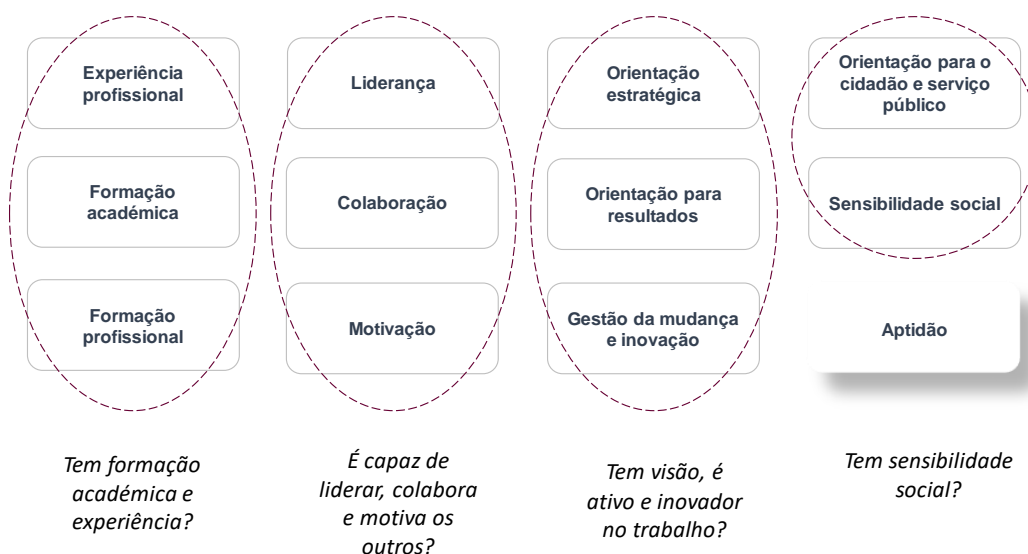 Experiência
profissional
Formação
académica
Formação
profissional
Tem formação
académica e
experiência?
Liderança
Colaboração
Motivação
É capaz de
liderar, colabora
e motiva os
outros?
Orientação
estratégica
Orientação para
resultados
Gestão da mudança
e inovação
Tem visão, é
ativo e inovador
no trabalho?
Orientação para o
cidadão e serviço
público
Sensibilidade social
Aptidão
Tem sensibilidade
social?